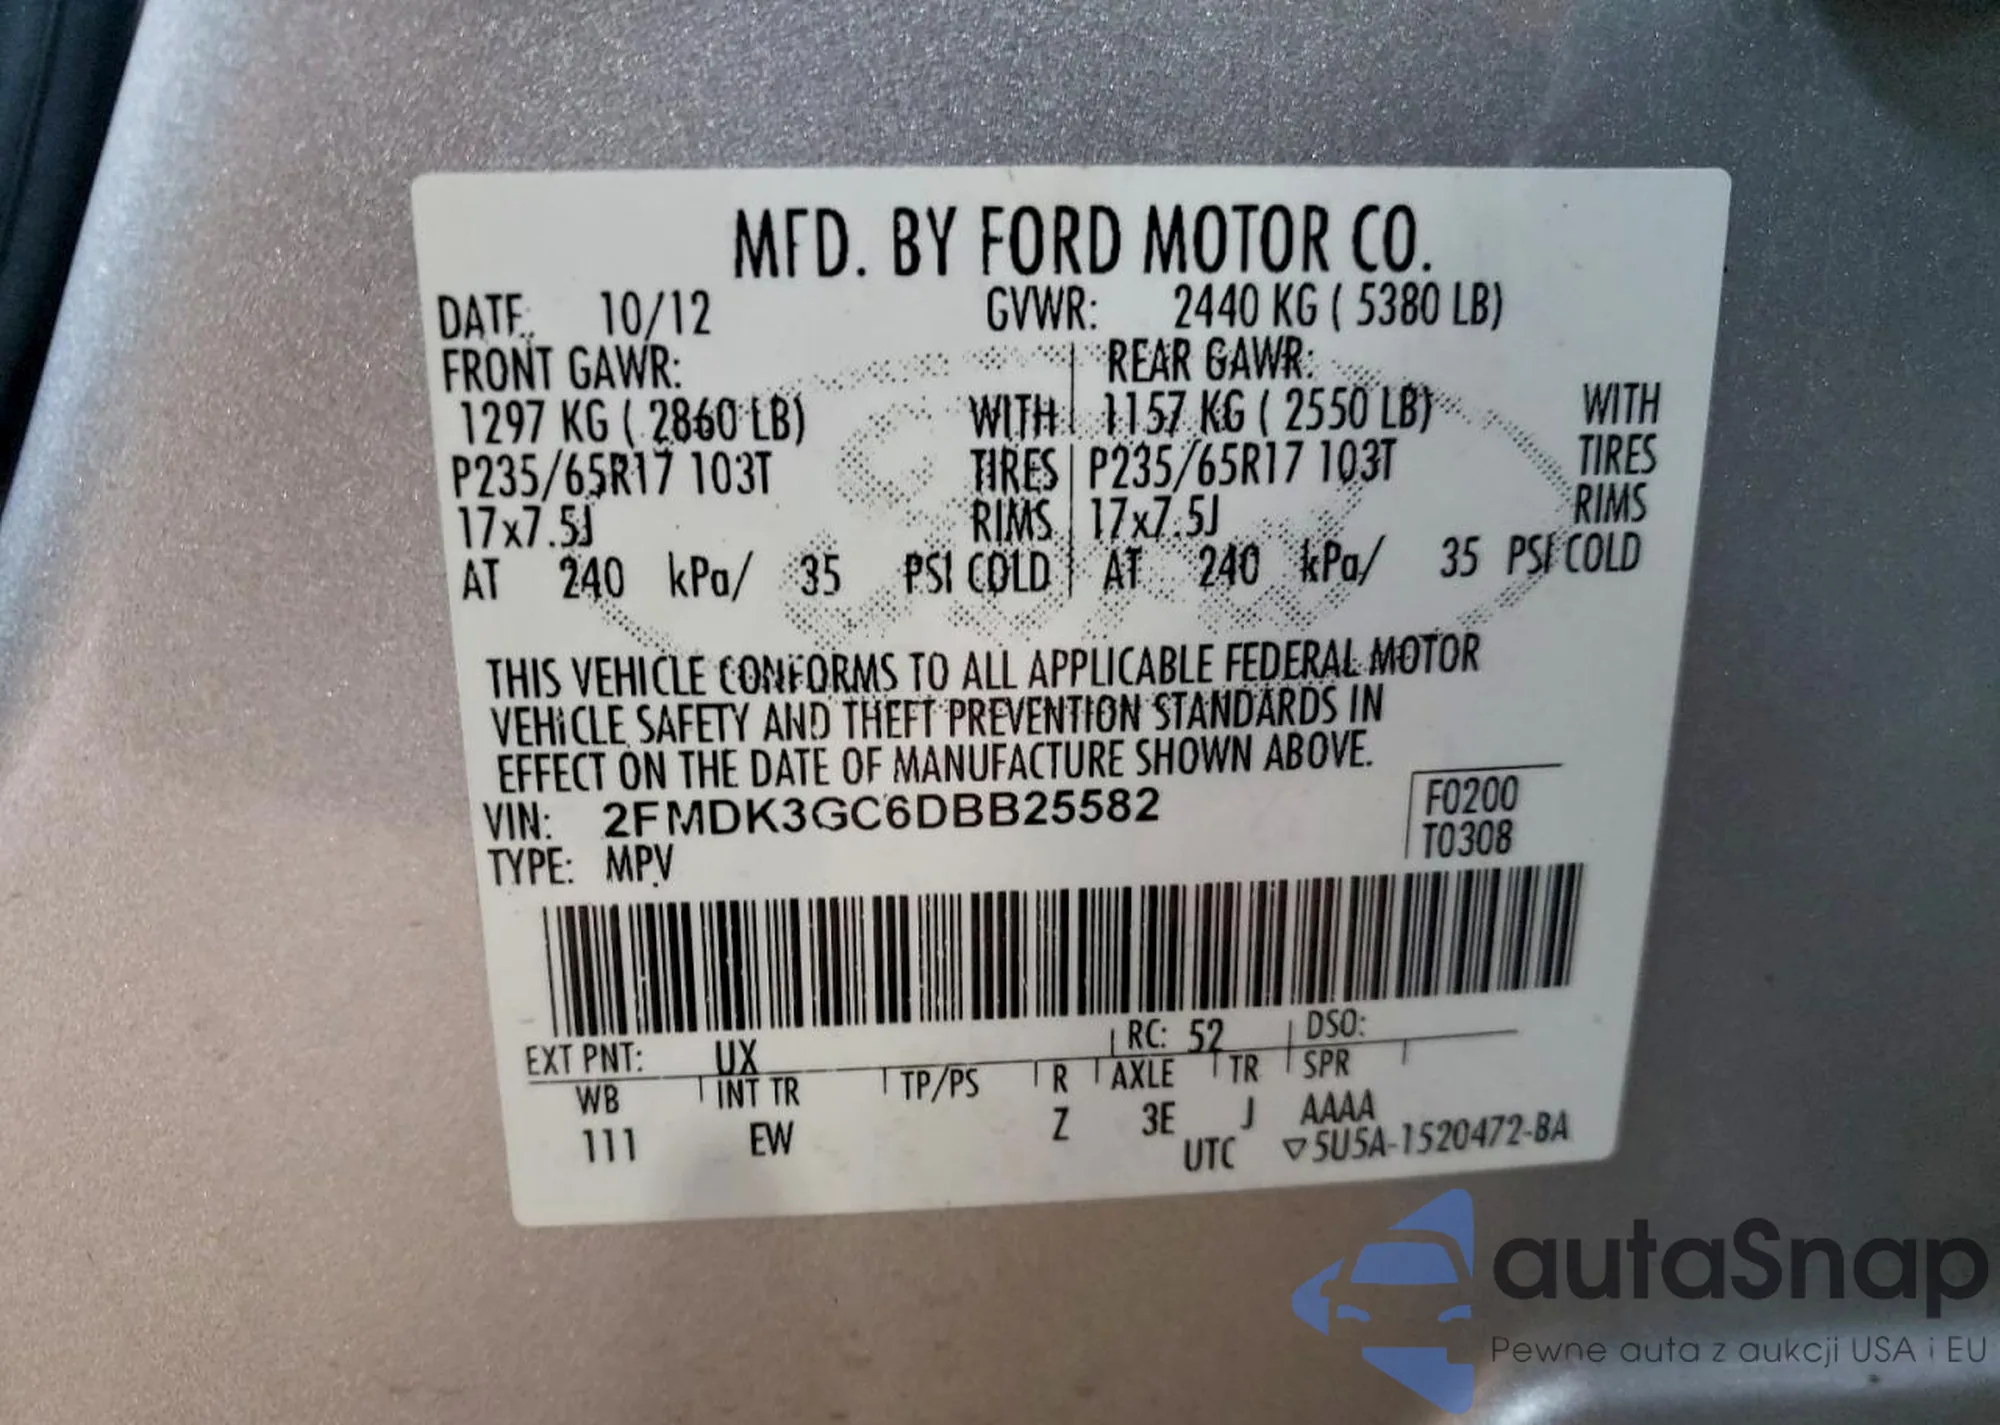 MFD. BY FORD MOTOR CO.
DATE: 10/12 GVWR: 2440 KG ( 5380 LB)
FRONT GAWR: REAR GAWR:
1297 KG ( 2860 LB) WITH 1157 KG ( 2550 LB) WITH
P235/65R17 103T TIRES P235/65R17 103T TIRES
17x7.5J RIMS 17x7.5J RIMS
AT 240 kPa/ 35 PSI COLD AT 240 kPa/ 35 PSI COLD
THIS VEHICLE CONFORMS TO ALL APPLICABLE FEDERAL MOTOR
VEHICLE SAFETY AND THEFT PREVENTION STANDARDS IN
EFFECT ON THE DATE OF MANUFACTURE SHOWN ABOVE.
VIN: 2FMDK3GC6DBB25582 F0200
TYPE: MPV T0308
EXT PNT: UX RC: 52 DSO:
WB INT TR TP/PS R AXLE TR SPR
111 EW Z 3E J AAAA
UTC ▽5U5A-1520472-BA
autaSnap
Pewne auta z aukcji USA i EU